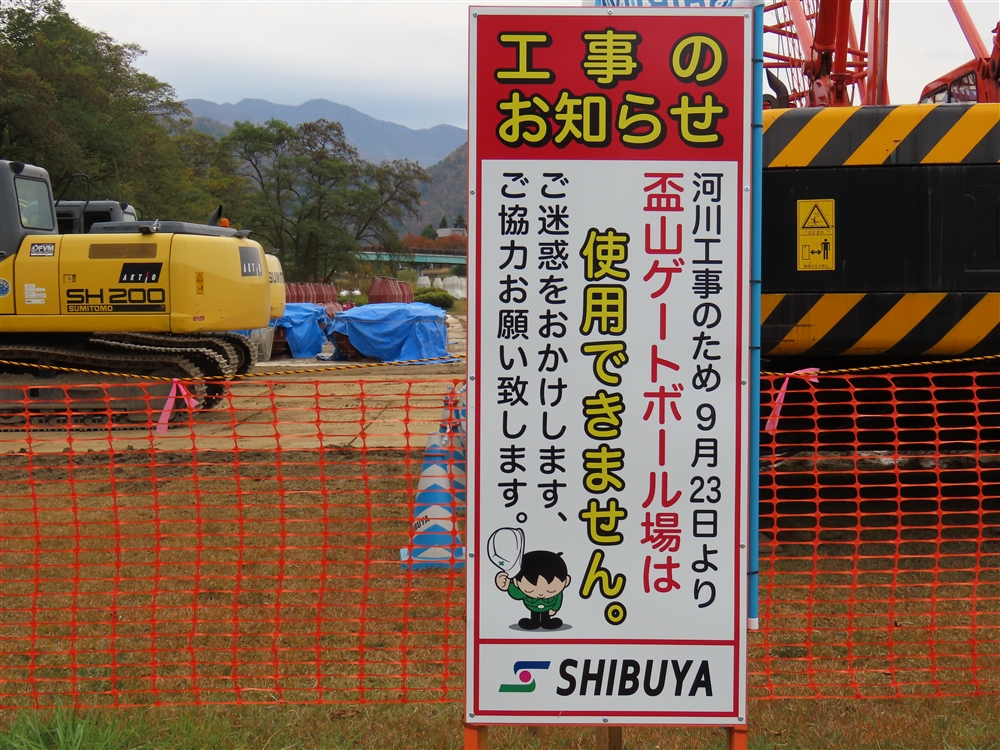 工事の
お知らせ
河川工事のため9月23日より
盃山ゲートボール場は
使用できません。
ご迷惑をおかけします、
ご協力お願い致します。
SHIBUYA
AKTIO
SH200
SUMITOMO
AKTIO